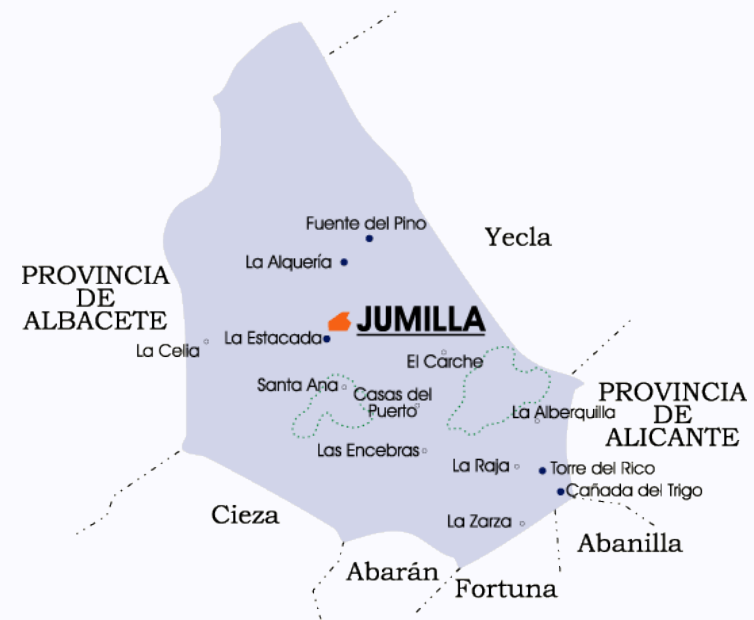 Fuente del Pino
Yecla
La Alquería
PROVINCIA
DE
ALBACETE
JUMILLA
La Estacada
La Celia
El Carche
Santa Ana
Casas del
Puerto
PROVINCIA
DE
ALICANTE
La Alberquilla
Las Encebras
La Raja
Torre del Rico
Cañada del Trigo
Cieza
La Zarza
Abanilla
Abarán
Fortuna